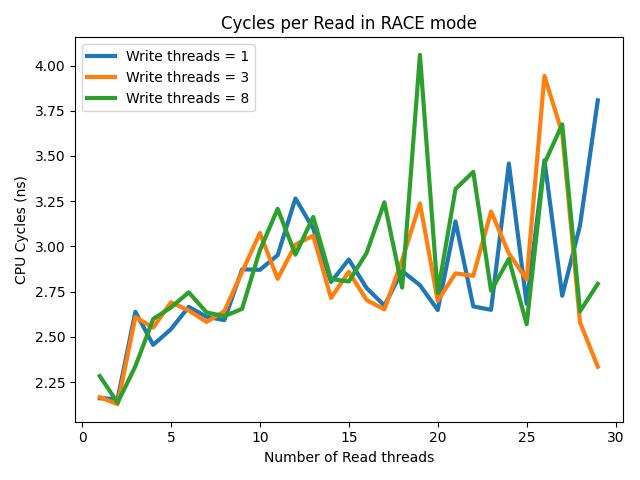 Cycles per Read in RACE mode
Write threads = 1
Write threads = 3
Write threads = 8
CPU Cycles (ns)
4.00
3.75
3.50
3.25
3.00
2.75
2.50
2.25
0 5 10 15 20 25 30
Number of Read threads